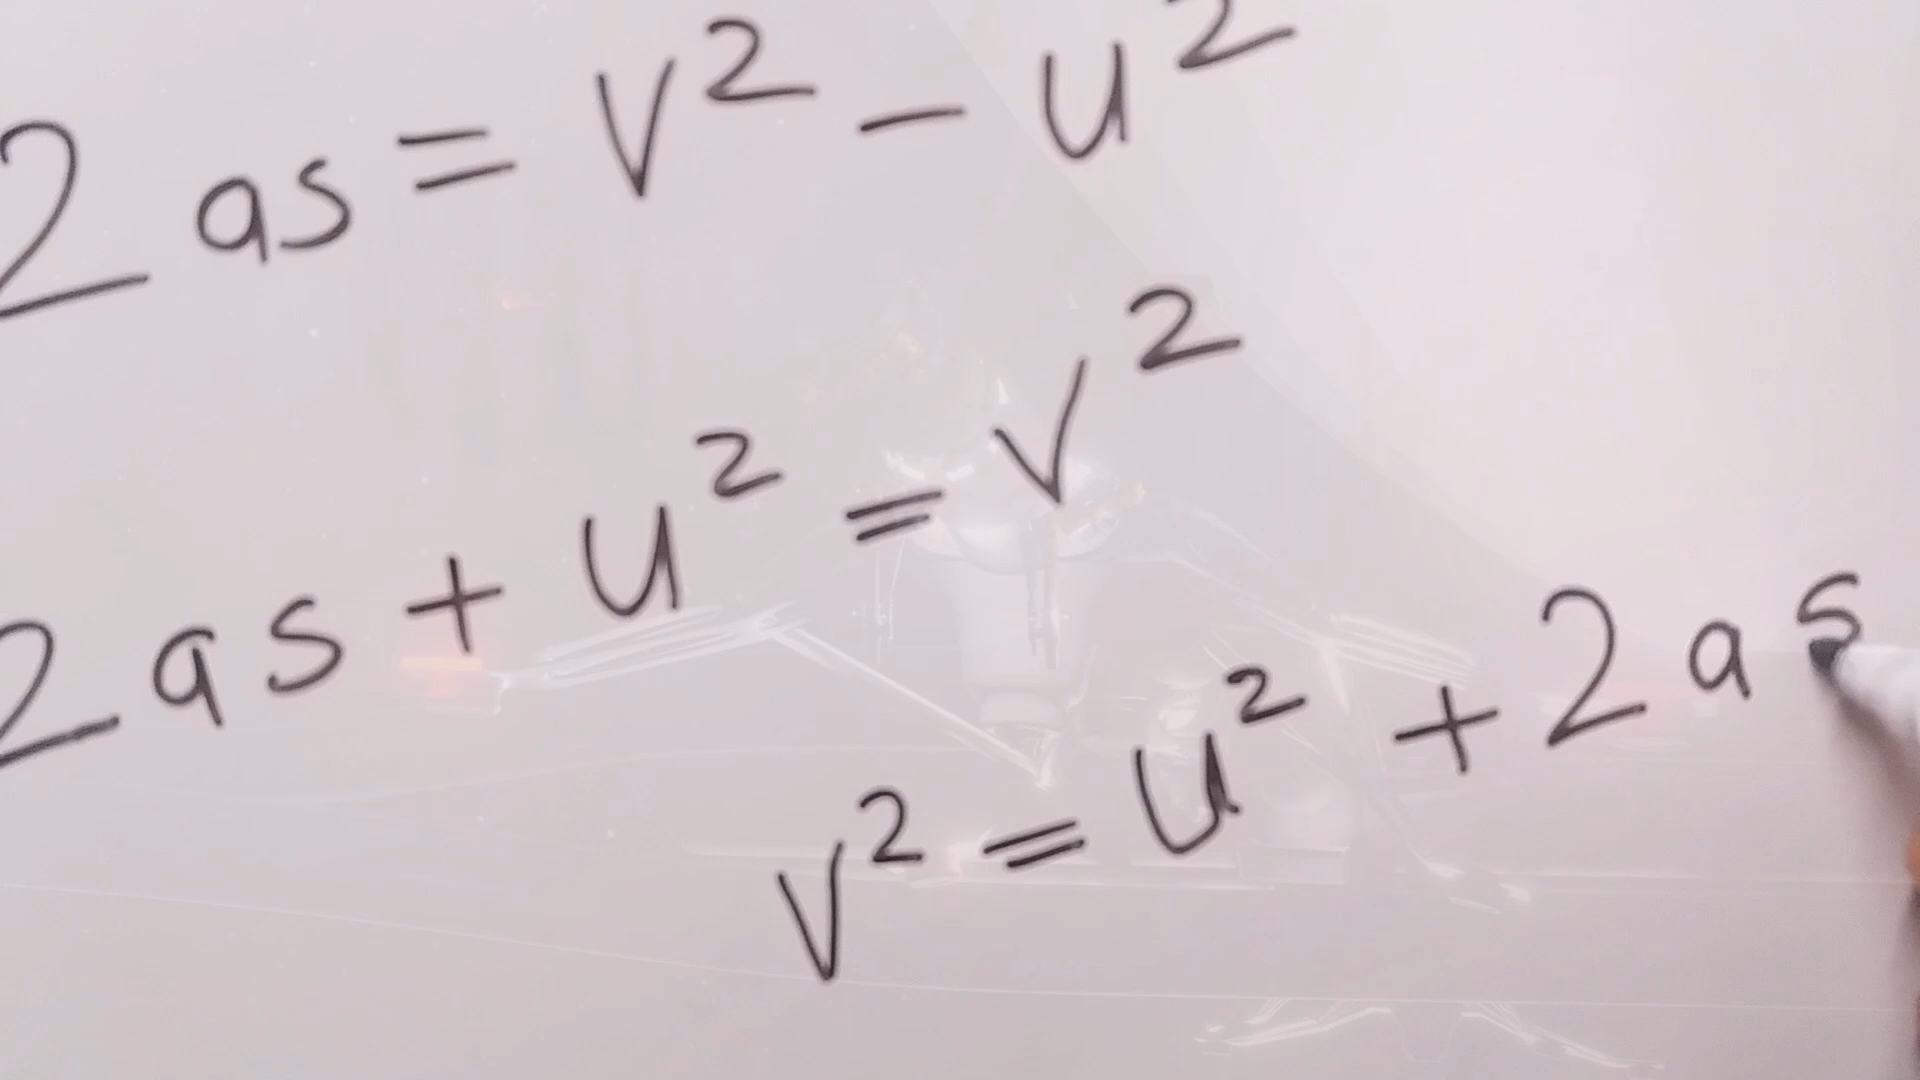 2as = v² - u²
2as + u² = v²
v² = u² + 2as